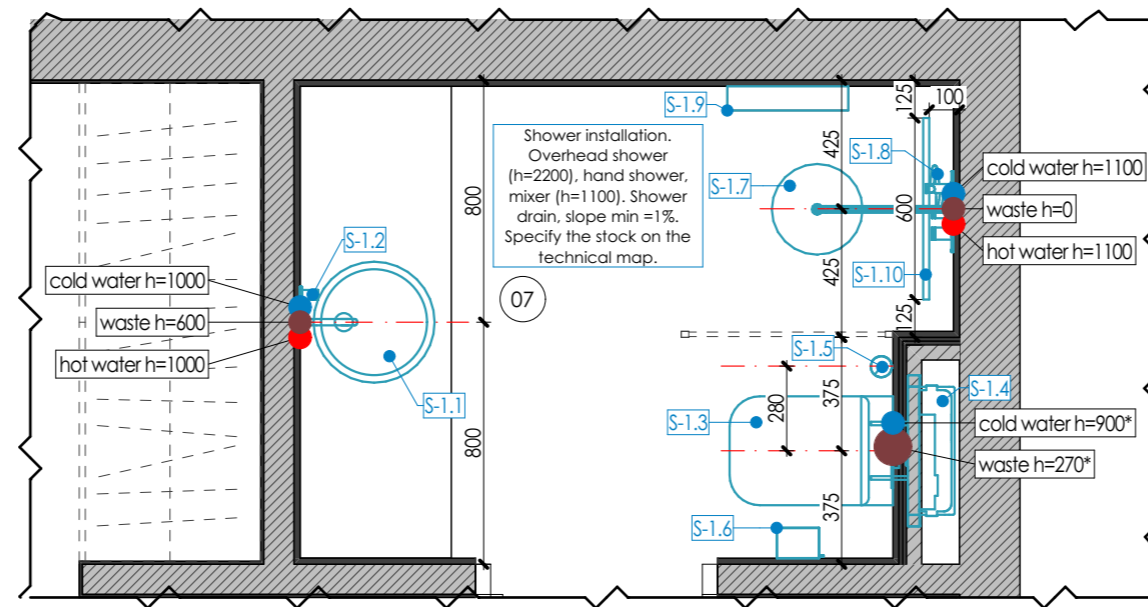 S-1.9
Shower installation.
Overhead shower
(h=2200), hand shower,
mixer (h=1100). Shower
drain, slope min =1%.
Specify the stock on the
technical map.
125
100
425
S-1.8
cold water h=1100
S-1.7
800
600
waste h=0
S-1.2
hot water h=1100
cold water h=1000
425
S-1.10
07
waste h=600
125
hot water h=1000
S-1.5
S-1.1
S-1.4
375
280
S-1.3
cold water h=900*
800
waste h=270*
375
S-1.6